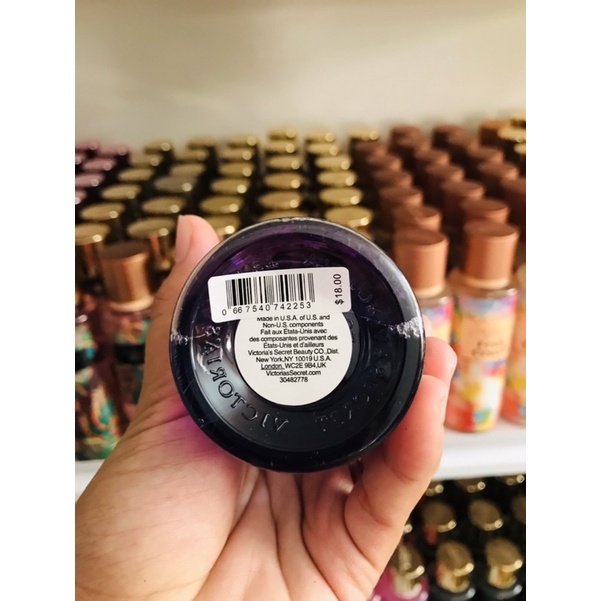 0 667540 742253
$18.00
Made in U.S.A. of U.S. and
Non-U.S. components
Fait aux États-Unis avec
des composantes provenant des
États-Unis et d'ailleurs
Victoria's Secret Beauty CO.,Dist.
New York,NY 10019 U.S.A.
London, WC2E 9B4,UK
VictoriasSecret.com
30482778
VICTORIA'S